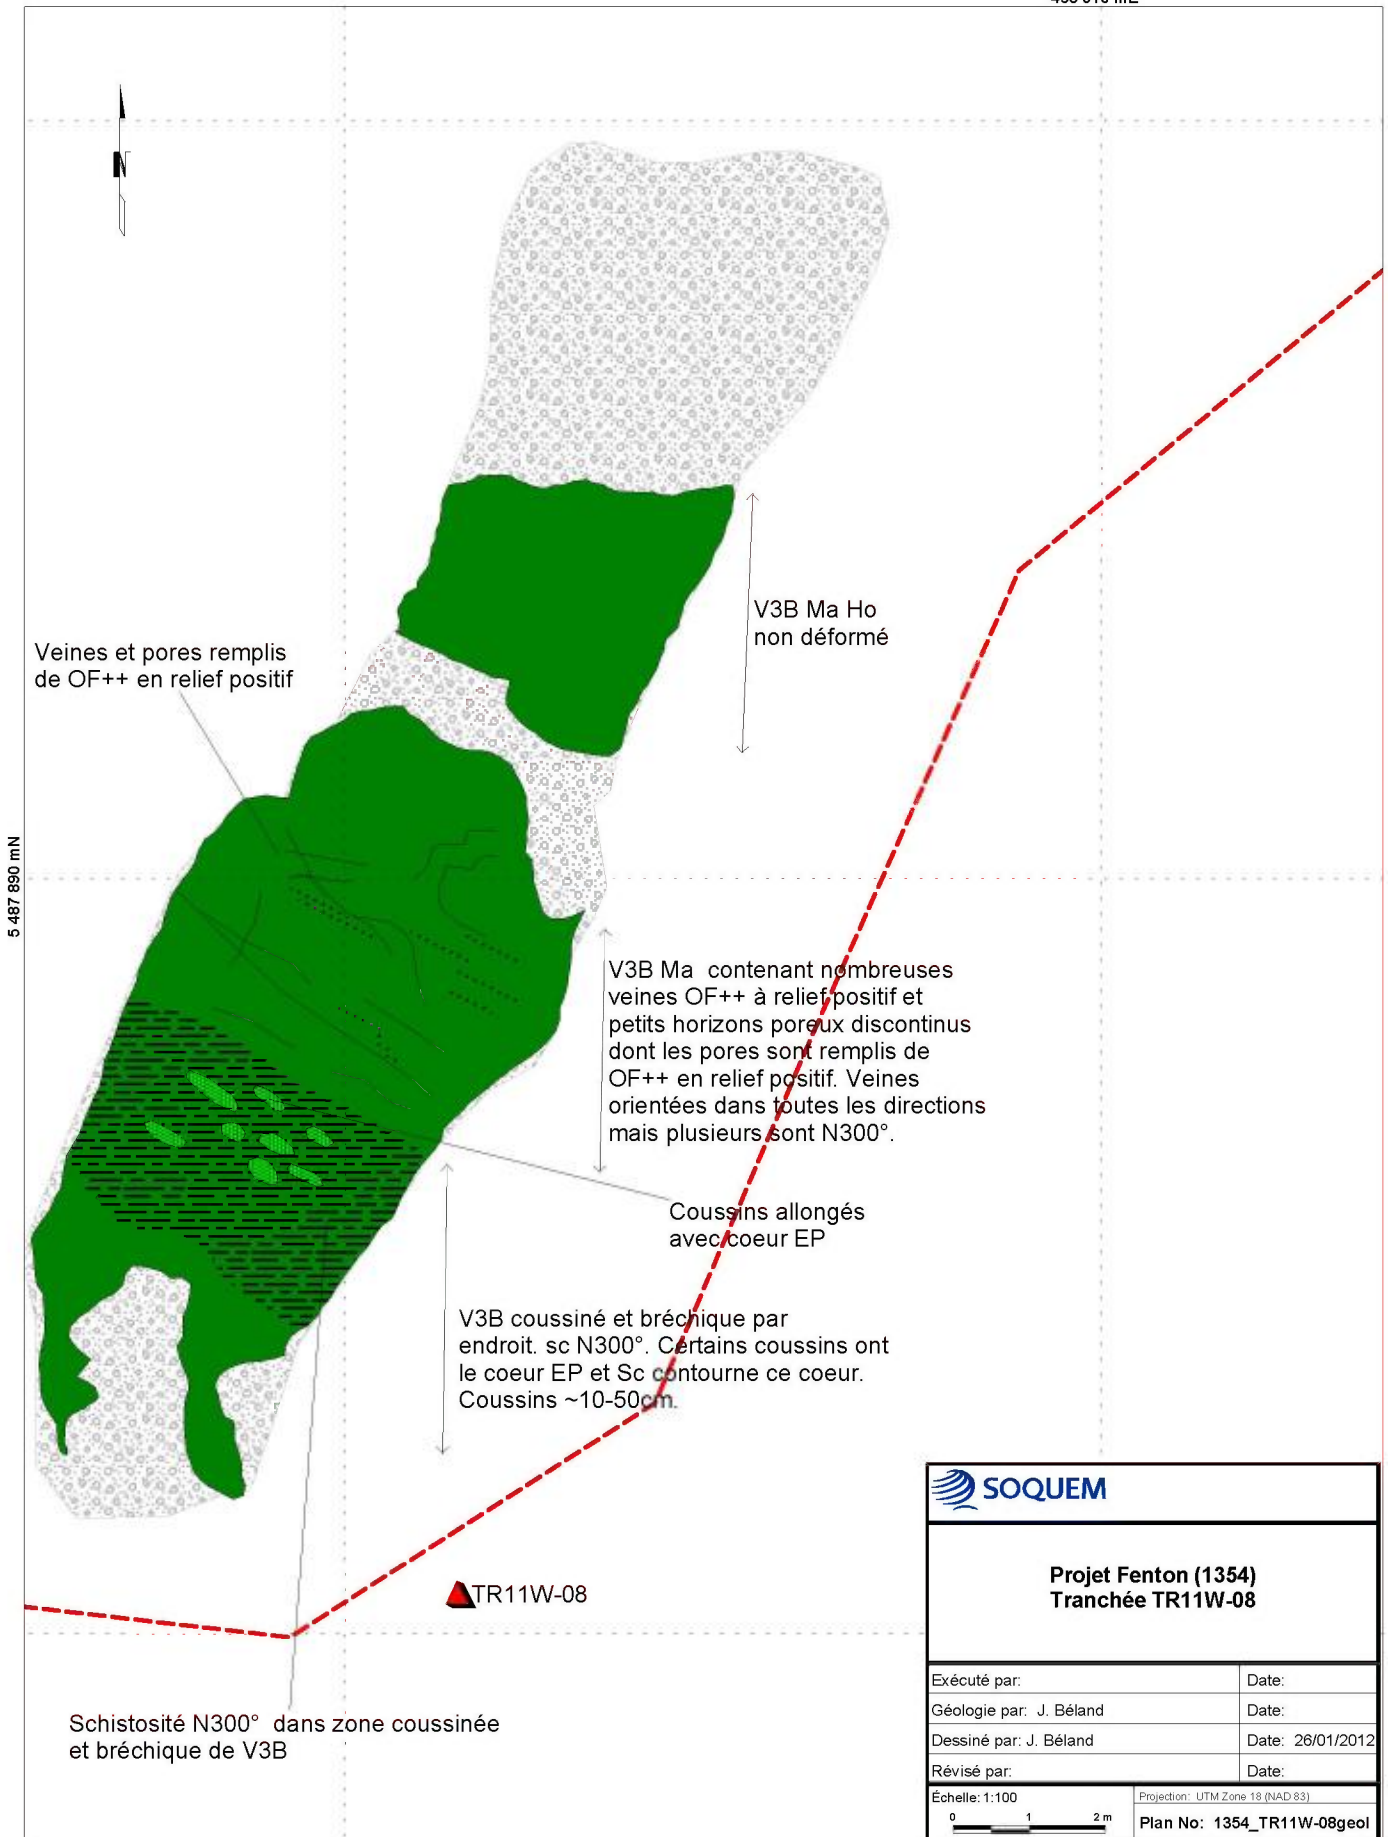 N
V3B Ma Ho
non déformé
Veines et pores remplis
de OF++ en relief positif
5 487 890 mN
V3B Ma contenant nombreuses
veines OF++ à relief positif et
petits horizons poreux discontinus
dont les pores sont remplis de
OF++ en relief positif. Veines
orientées dans toutes les directions
mais plusieurs sont N300°.
Coussins allongés
avec coeur EP
V3B coussiné et bréchique par
endroit. sc N300°. Certains coussins ont
le coeur EP et Sc contourne ce coeur.
Coussins ~10-50cm.
TR11W-08
Schistosité N300° dans zone coussinée
et bréchique de V3B
SOQUEM
Projet Fenton (1354)
Tranchée TR11W-08
Exécuté par: Date:
Géologie par: J. Béland Date:
Dessiné par: J. Béland Date: 26/01/2012
Révisé par: Date:
Échelle: 1:100
0 1 2 m
Projection: UTM Zone 18 (NAD 83)
Plan No: 1354_TR11W-08geol